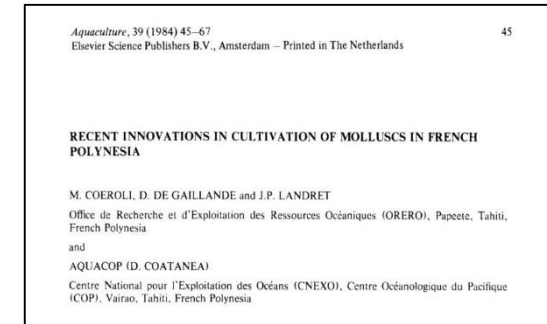 Aquaculture, 39 (1984) 45–67 45
Elsevier Science Publishers B.V., Amsterdam – Printed in The Netherlands
RECENT INNOVATIONS IN CULTIVATION OF MOLLUSCS IN FRENCH
POLYNESIA
M. COEROLI, D. DE GAILLANDE and J.P. LANDRET
Office de Recherche et d'Exploitation des Ressources Océaniques (ORERO), Papeete, Tahiti,
French Polynesia
and
AQUACOP (D. COATANEA)
Centre National pour l'Exploitation des Océans (CNEXO), Centre Océanologique du Pacifique
(COP), Vairao, Tahiti, French Polynesia